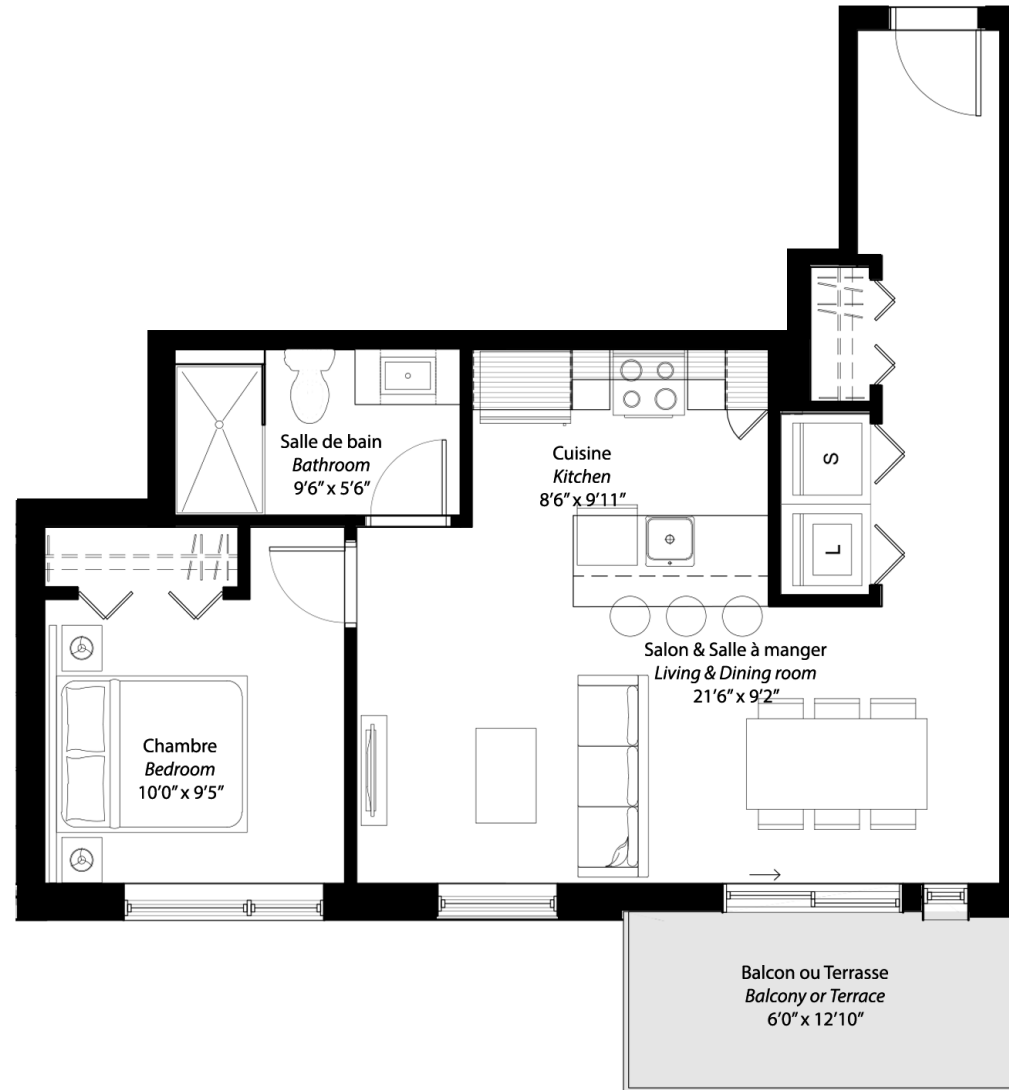 Salle de bain
Bathroom
9’6” x 5’6”
Cuisine
Kitchen
8’6” x 9’11”
S
L
Salon & Salle à manger
Living & Dining room
21’6” x 9’2”
Chambre
Bedroom
10’0” x 9’5”
Balcon ou Terrasse
Balcony or Terrace
6’0” x 12’10”